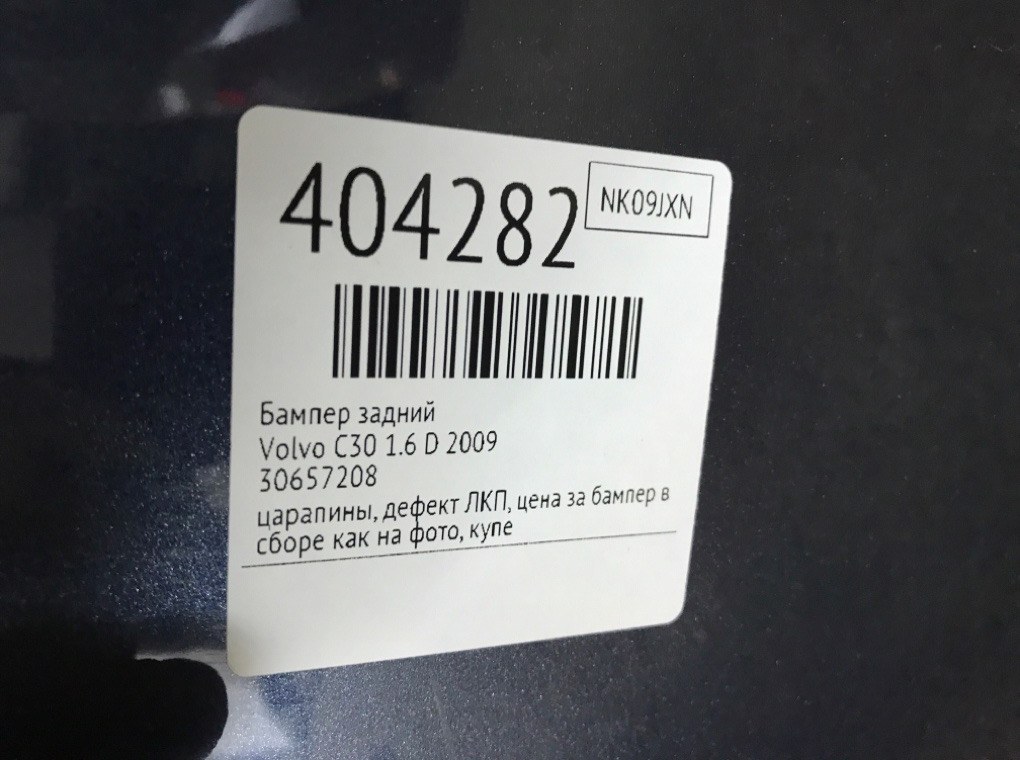 404282
NK09JXN
Бампер задний
Volvo C30 1.6 D 2009
30657208
царапины, дефект ЛКП, цена за бампер в
сборе как на фото, купе